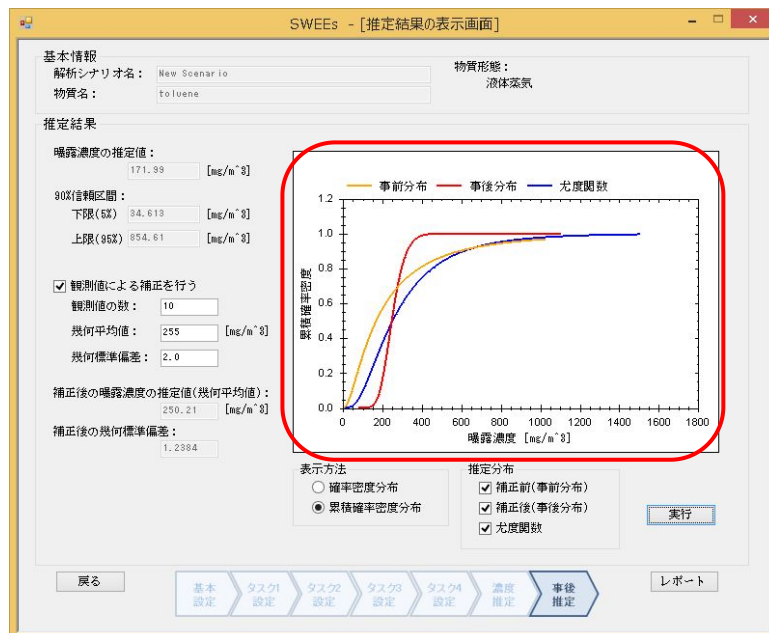 SWEEs - [推定結果の表示画面]
基本情報
解析シナリオ名： New Scenario
物質名： toluene
物質形態：
液体蒸気
推定結果
曝露濃度の推定値：
171.99 [mg/m^3]
90%信頼区間：
下限(5%) 34.613 [mg/m^3]
上限(95%) 854.61 [mg/m^3]
観測値による補正を行う
観測値の数： 10
幾何平均値： 255 [mg/m^3]
幾何標準偏差： 2.0
補正後の曝露濃度の推定値(幾何平均値)：
250.21 [mg/m^3]
補正後の幾何標準偏差：
1.2384
事前分布 事後分布 尤度関数
1.2
1.0
0.8
0.6
0.4
0.2
0.0
累積確率密度
0 200 400 600 800 1000 1200 1400 1600 1800
曝露濃度 [mg/m^3]
表示方法
確率密度分布
累積確率密度分布
推定分布
補正前(事前分布)
補正後(事後分布)
尤度関数
実行
戻る
基本設定
タスク1設定
タスク2設定
タスク3設定
タスク4設定
濃度推定
事後推定
レポート